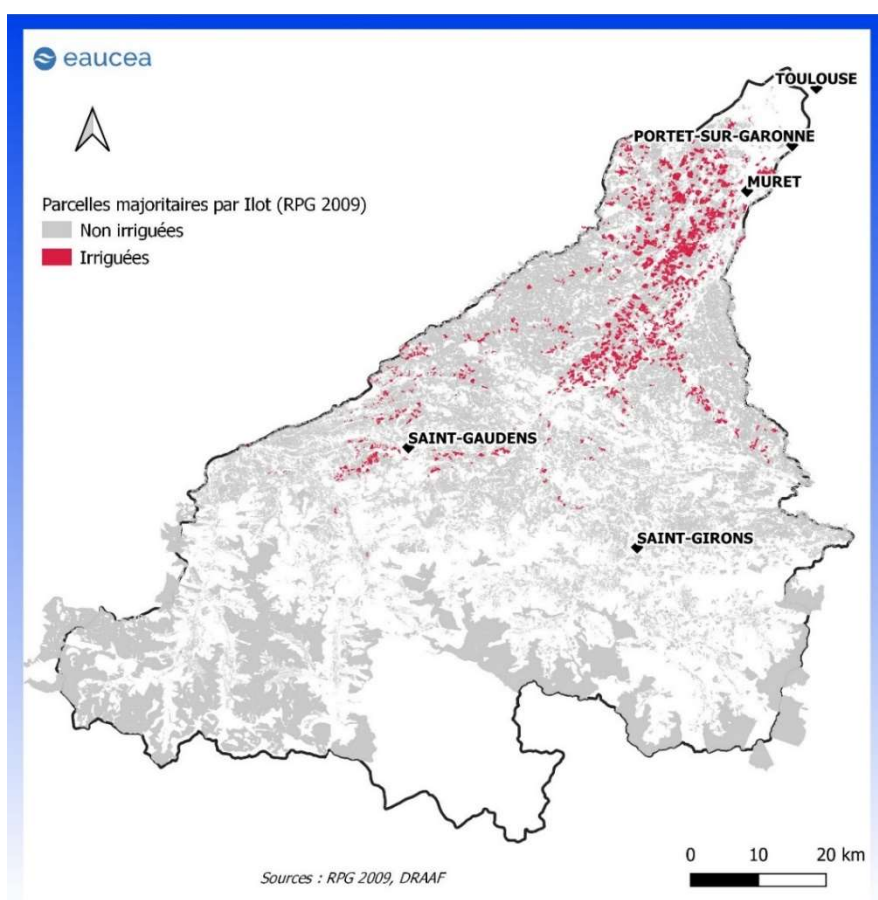 eaucea
TOULOUSE
PORTET-SUR-GARONNE
MURET
Parcelles majoritaires par Ilot (RPG 2009)
Non irriguées
Irriguées
SAINT-GAUDENS
SAINT-GIRONS
0 10 20 km
Sources : RPG 2009, DRAAF